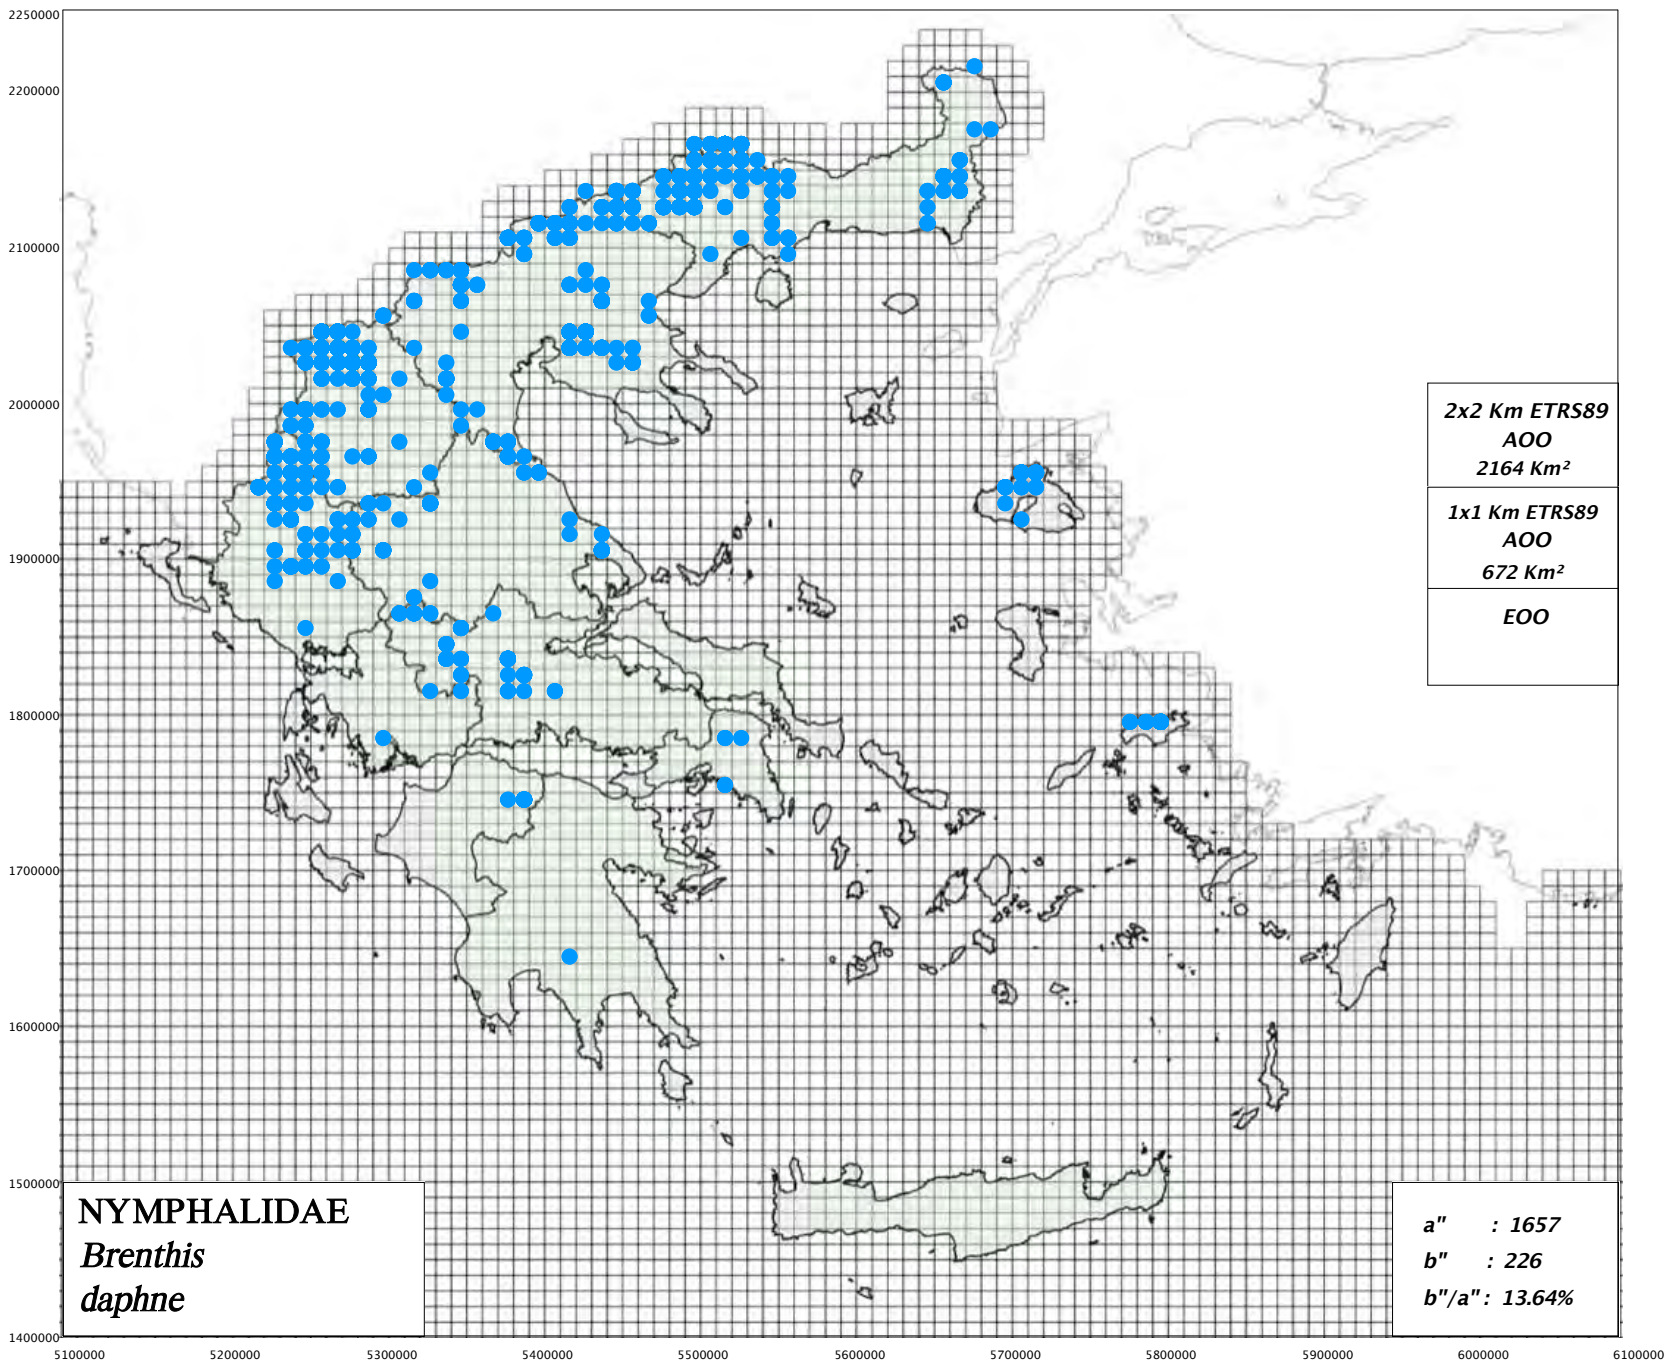 2250000
2200000
2100000
2000000
1900000
1800000
1700000
1600000
1500000
1400000
2x2 Km ETRS89
AOO
2164 Km²
1x1 Km ETRS89
AOO
672 Km²
EOO
NYMPHALIDAE
Brenthis
daphne
a" : 1657
b" : 226
b"/a" : 13.64%
5100000 5200000 5300000 5400000 5500000 5600000 5700000 5800000 5900000 6000000 6100000